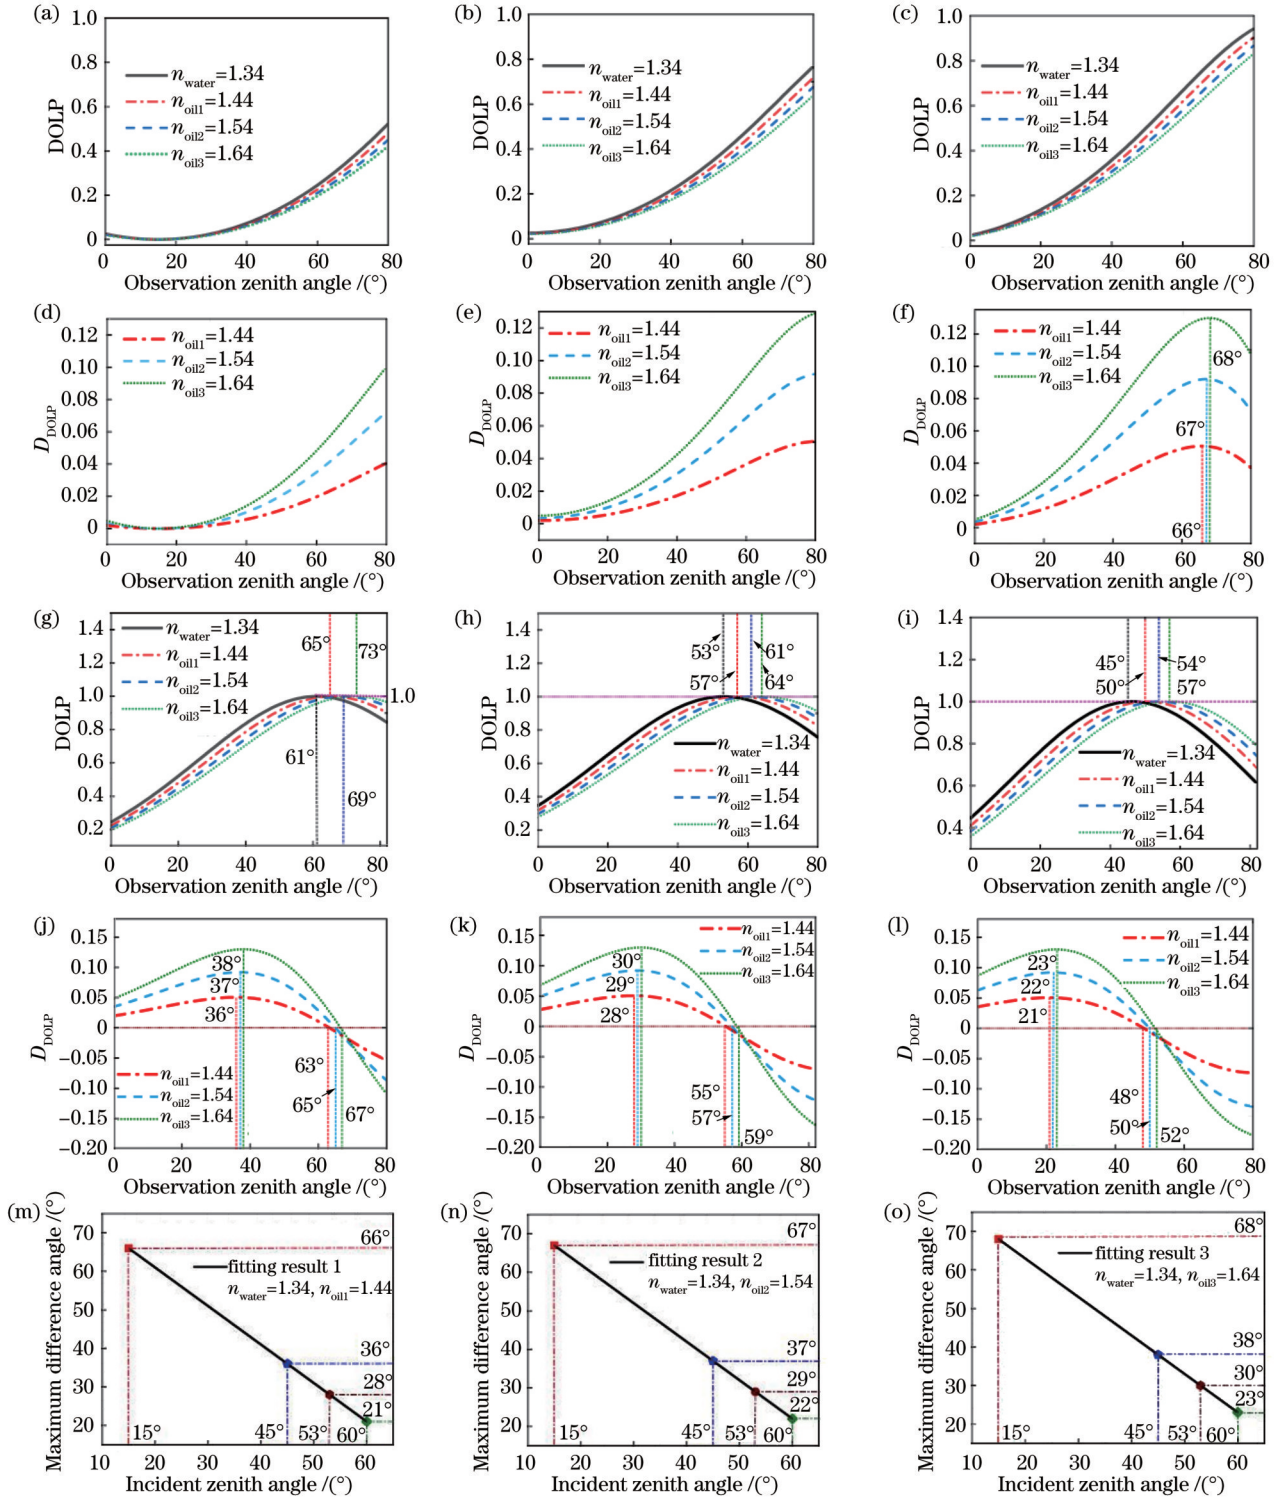 (a)
1.0
0.8
0.6
0.4
0.2
0
DOLP
n_water=1.34
n_oil1=1.44
n_oil2=1.54
n_oil3=1.64
0 20 40 60 80
Observation zenith angle /(°)
(b)
1.0
0.8
0.6
0.4
0.2
0
DOLP
n_water=1.34
n_oil1=1.44
n_oil2=1.54
n_oil3=1.64
0 20 40 60 80
Observation zenith angle /(°)
(c)
1.0
0.8
0.6
0.4
0.2
0
DOLP
n_water=1.34
n_oil1=1.44
n_oil2=1.54
n_oil3=1.64
0 20 40 60 80
Observation zenith angle /(°)
(d)
0.12
0.10
0.08
0.06
0.04
0.02
0
D_DOLP
n_oil1=1.44
n_oil2=1.54
n_oil3=1.64
0 20 40 60 80
Observation zenith angle /(°)
(e)
0.12
0.10
0.08
0.06
0.04
0.02
0
D_DOLP
n_oil1=1.44
n_oil2=1.54
n_oil3=1.64
0 20 40 60 80
Observation zenith angle /(°)
(f)
0.12
0.10
0.08
0.06
0.04
0.02
0
D_DOLP
n_oil1=1.44
n_oil2=1.54
n_oil3=1.64
68°
67°
66°
0 20 40 60 80
Observation zenith angle /(°)
(g)
1.4
1.2
1.0
0.8
0.6
0.4
0.2
DOLP
n_water=1.34
n_oil1=1.44
n_oil2=1.54
n_oil3=1.64
65°
73°
1.0
61°
69°
0 20 40 60 80
Observation zenith angle /(°)
(h)
1.4
1.2
1.0
0.8
0.6
0.4
0.2
DOLP
53°
61°
57°
64°
n_water=1.34
n_oil1=1.44
n_oil2=1.54
n_oil3=1.64
0 20 40 60 80
Observation zenith angle /(°)
(i)
1.4
1.2
1.0
0.8
0.6
0.4
DOLP
45°
54°
50°
57°
n_water=1.34
n_oil1=1.44
n_oil2=1.54
n_oil3=1.64
0 20 40 60 80
Observation zenith angle /(°)
(j)
0.15
0.10
0.05
0
−0.05
−0.10
−0.15
−0.20
D_DOLP
38°
37°
36°
63°
65°
67°
n_oil1=1.44
n_oil2=1.54
n_oil3=1.64
0 20 40 60 80
Observation zenith angle /(°)
(k)
0.15
0.10
0.05
0
−0.05
−0.10
−0.15
−0.20
D_DOLP
n_oil1=1.44
n_oil2=1.54
n_oil3=1.64
30°
29°
28°
55°
57°
59°
0 20 40 60 80
Observation zenith angle /(°)
(l)
0.15
0.10
0.05
0
−0.05
−0.10
−0.15
−0.20
D_DOLP
n_oil1=1.44
n_oil2=1.54
n_oil3=1.64
23°
22°
21°
48°
50°
52°
0 20 40 60 80
Observation zenith angle /(°)
(m)
Maximum difference angle /(°)
70
60
50
40
30
20
66°
fitting result 1
n_water=1.34, n_oil1=1.44
36°
28°
21°
15°
45°
53°
60°
10 20 30 40 50 60
Incident zenith angle /(°)
(n)
Maximum difference angle /(°)
70
60
50
40
30
20
67°
fitting result 2
n_water=1.34, n_oil2=1.54
37°
29°
22°
15°
45°
53°
60°
10 20 30 40 50 60
Incident zenith angle /(°)
(o)
Maximum difference angle /(°)
70
60
50
40
30
20
68°
fitting result 3
n_water=1.34, n_oil3=1.64
38°
30°
23°
15°
45°
53°
60°
10 20 30 40 50 60
Incident zenith angle /(°)